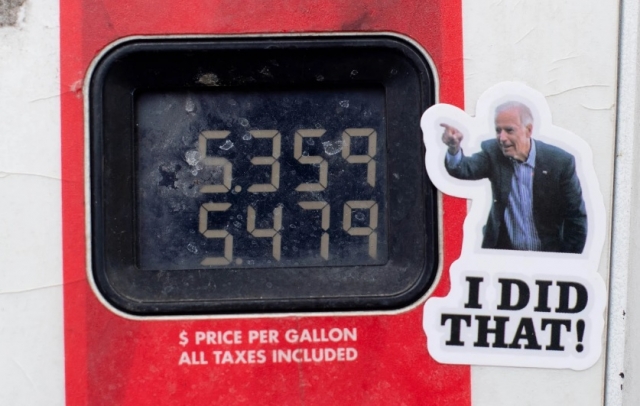 5.359
5.479
$ PRICE PER GALLON
ALL TAXES INCLUDED
I DID
THAT!